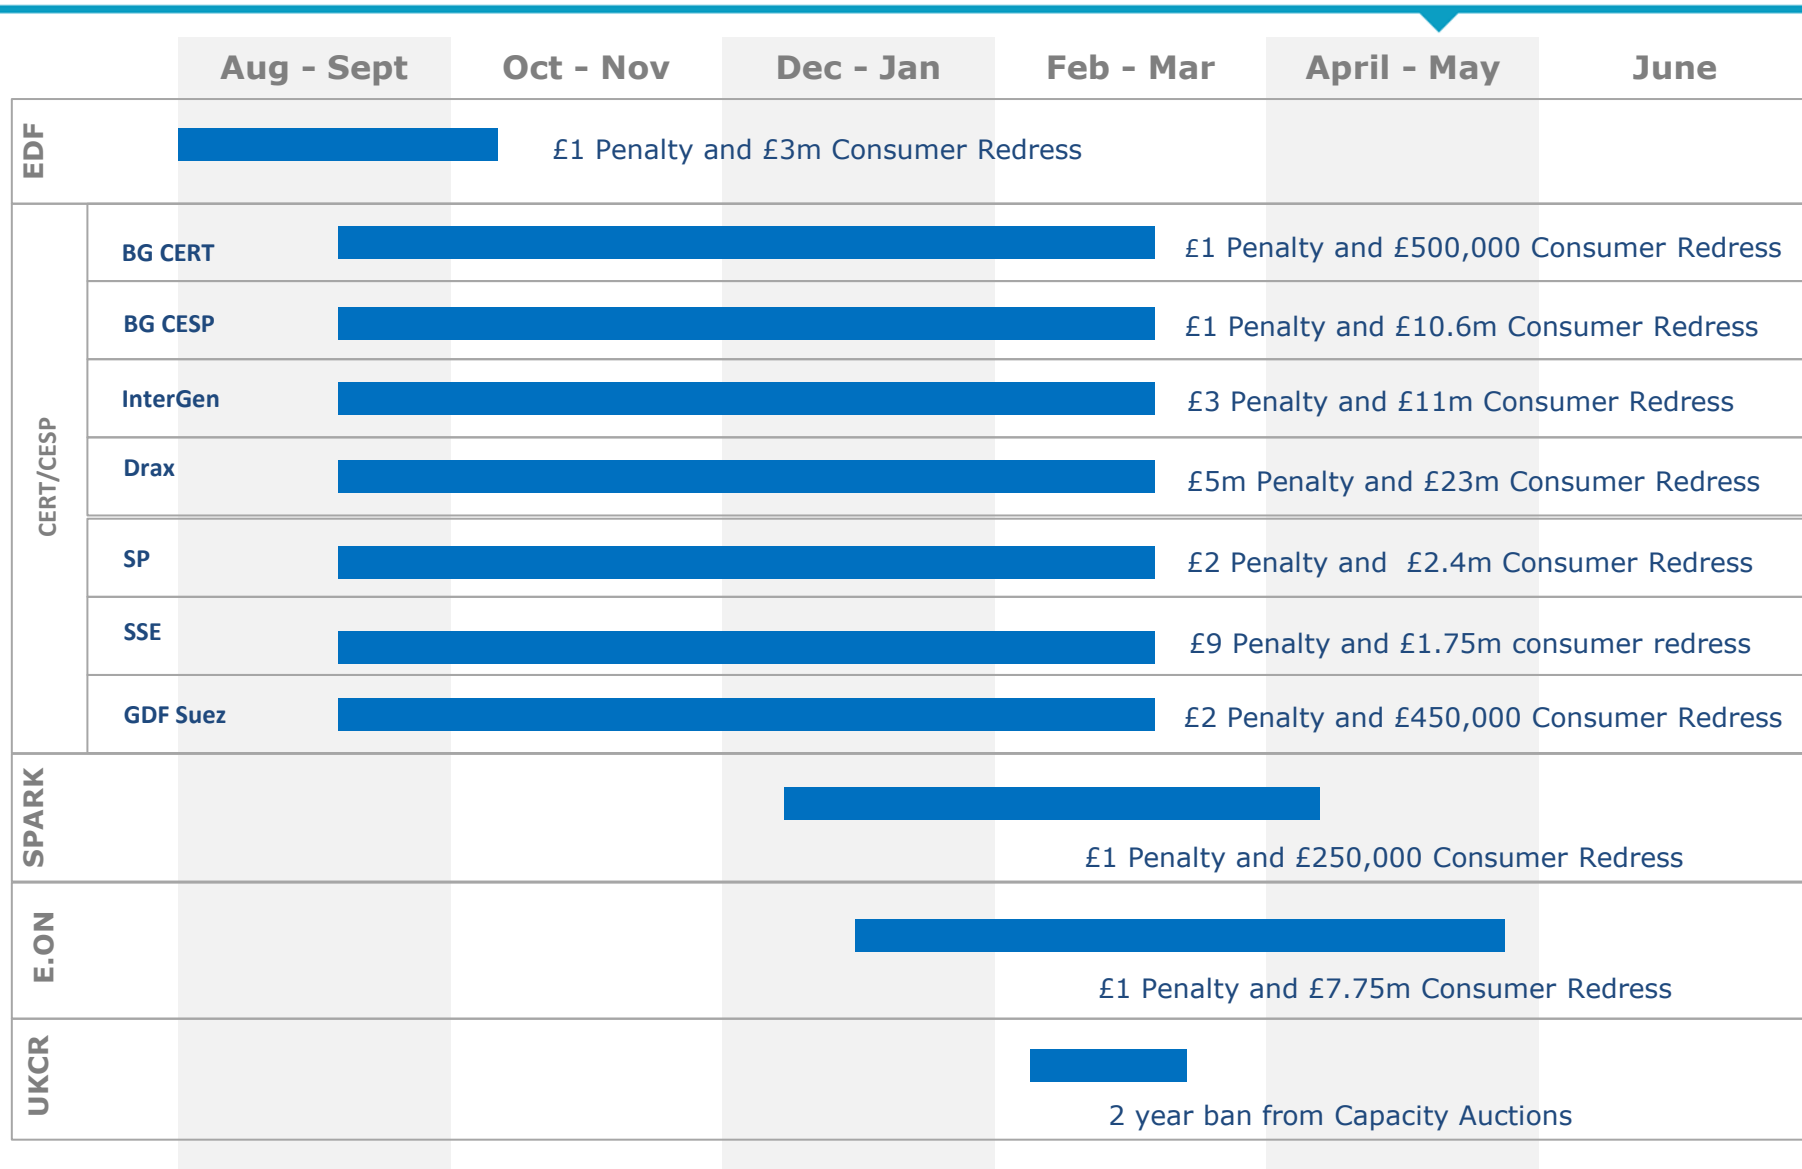 Aug - Sept Oct - Nov Dec - Jan Feb - Mar April - May June
EDF
£1 Penalty and £3m Consumer Redress
CERT/CESP
BG CERT
£1 Penalty and £500,000 Consumer Redress
BG CESP
£1 Penalty and £10.6m Consumer Redress
InterGen
£3 Penalty and £11m Consumer Redress
Drax
£5m Penalty and £23m Consumer Redress
SP
£2 Penalty and £2.4m Consumer Redress
SSE
£9 Penalty and £1.75m consumer redress
GDF Suez
£2 Penalty and £450,000 Consumer Redress
SPARK
£1 Penalty and £250,000 Consumer Redress
E.ON
£1 Penalty and £7.75m Consumer Redress
UKCR
2 year ban from Capacity Auctions